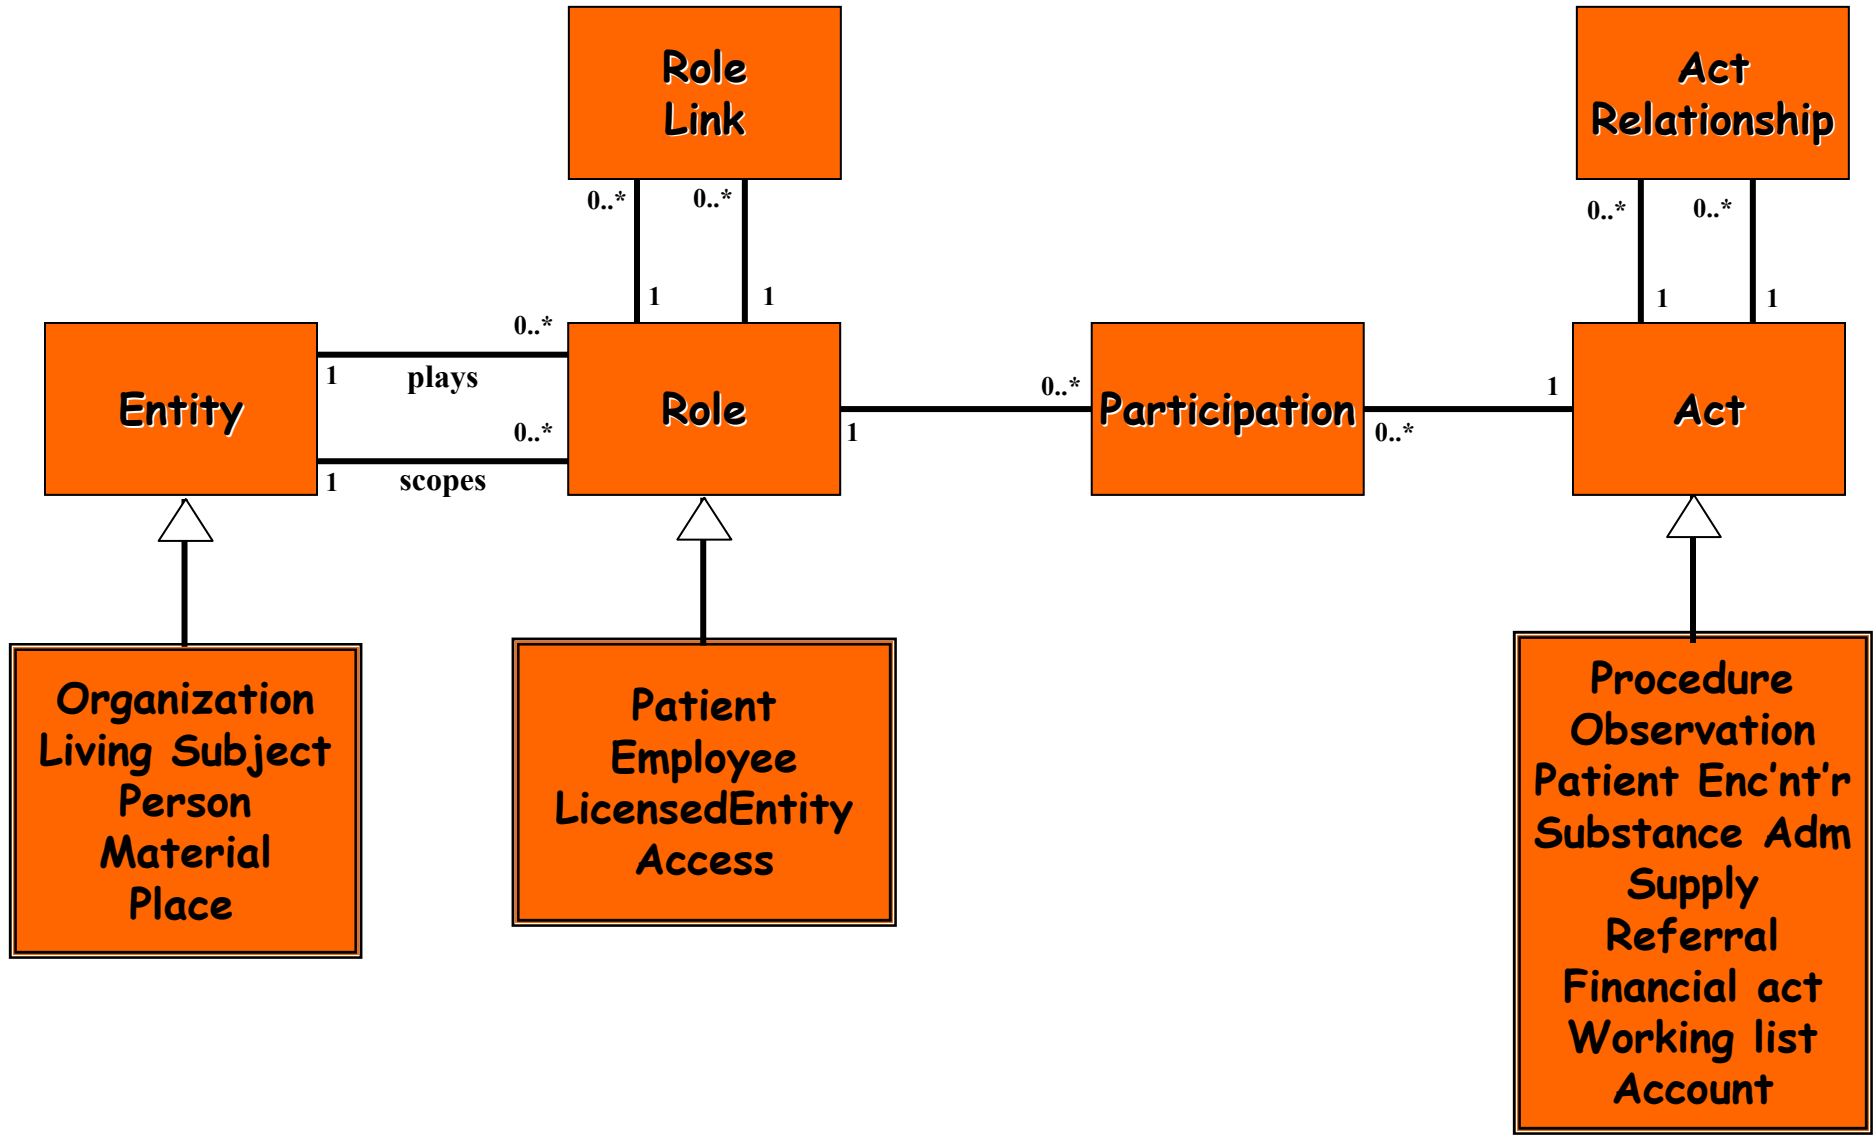 Role
Link
Act
Relationship
0..*
0..*
0..*
0..*
1
1
1
1
Entity
1
plays
0..*
1
scopes
0..*
Role
1
0..*
Participation
0..*
1
Act
Organization
Living Subject
Person
Material
Place
Patient
Employee
LicensedEntity
Access
Procedure
Observation
Patient Enc’nt’r
Substance Adm
Supply
Referral
Financial act
Working list
Account